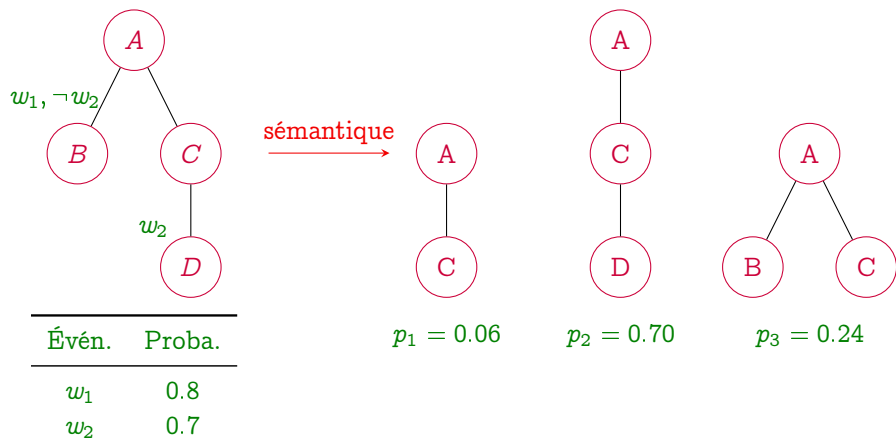 A
A
A
w₁, ¬w₂
sémantique
B
C
A
C
A
w₂
D
C
D
B
C
Évén. Proba.
p₁ = 0.06
p₂ = 0.70
p₃ = 0.24
w₁ 0.8
w₂ 0.7